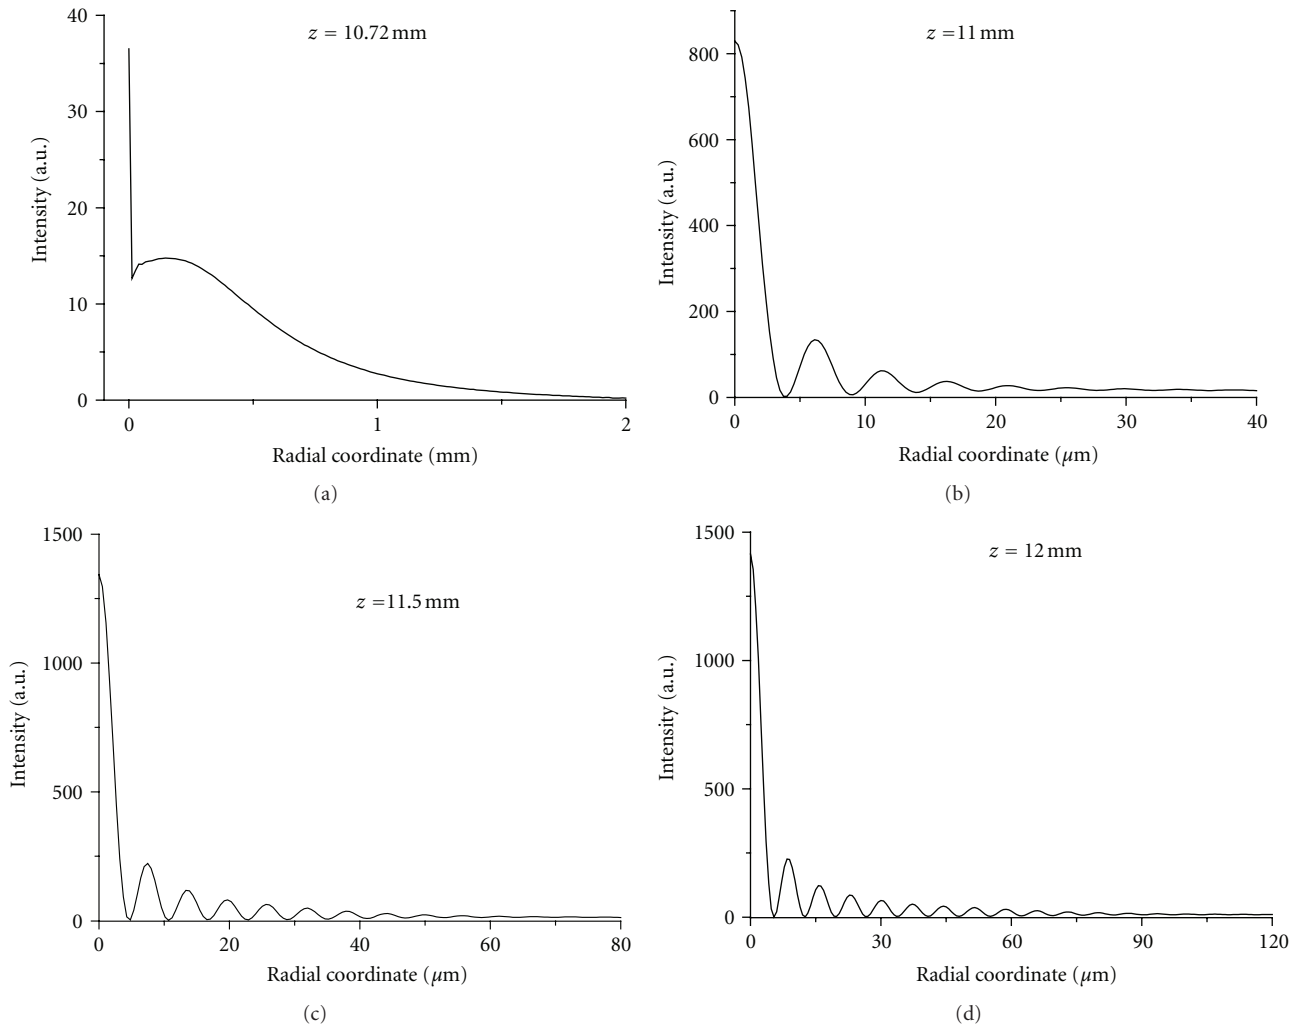 z = 10.72 mm
40
30
20
10
0
Intensity (a.u.)
0 1 2
Radial coordinate (mm)
(a)
z =11 mm
800
600
400
200
0
Intensity (a.u.)
0 10 20 30 40
Radial coordinate (μm)
(b)
z =11.5 mm
1500
1000
500
0
Intensity (a.u.)
0 20 40 60 80
Radial coordinate (μm)
(c)
z = 12 mm
1500
1000
500
0
Intensity (a.u.)
0 30 60 90 120
Radial coordinate (μm)
(d)